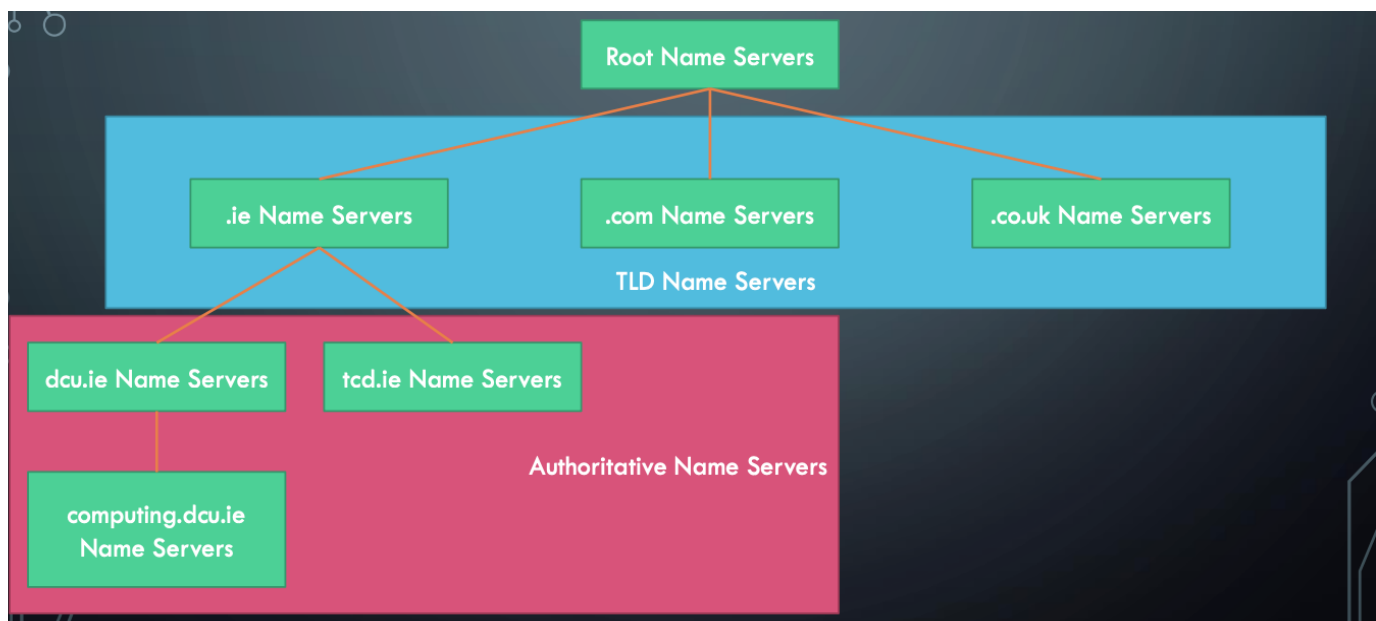 Root Name Servers
.ie Name Servers
.com Name Servers
.co.uk Name Servers
TLD Name Servers
dcu.ie Name Servers
tcd.ie Name Servers
Authoritative Name Servers
computing.dcu.ie
Name Servers